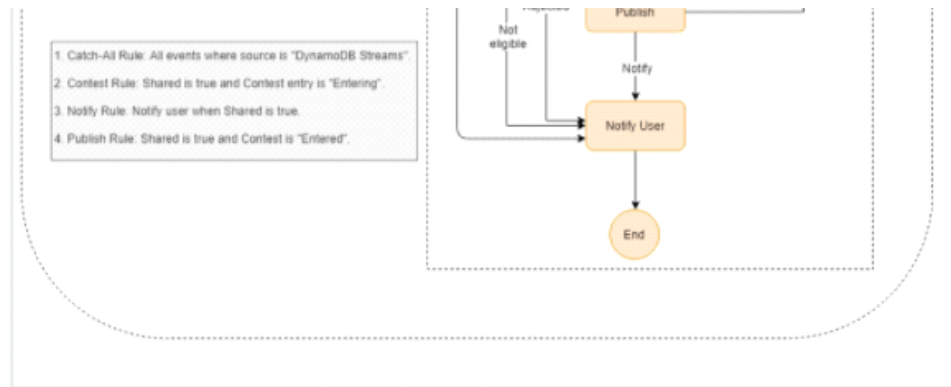 Rejected
Publish
Not
eligible
1. Catch-All Rule: All events where source is "DynamoDB Streams".
Notify
2. Contest Rule: Shared is true and Contest entry is "Entering".
3. Notify Rule: Notify user when Shared is true.
Notify User
4. Publish Rule: Shared is true and Contest is "Entered".
End